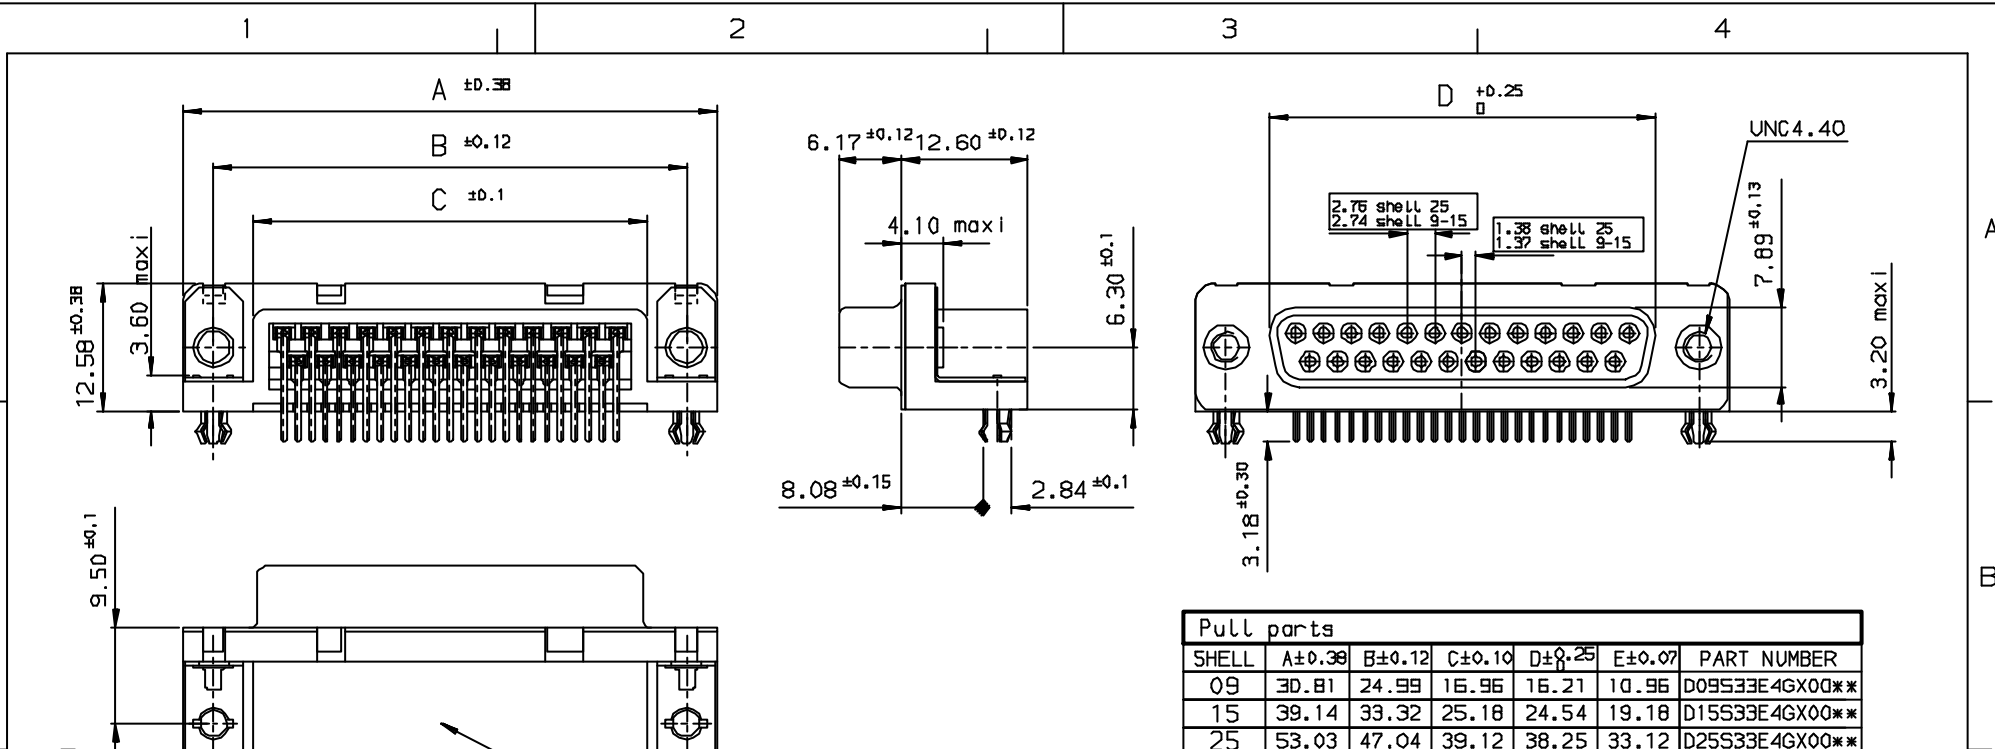 1 2 3 4
A ±0.38
B ±0.12
C ±0.1
3.60 maxi
12.58 ±0.38
6.17 ±0.12 12.60 ±0.12
4.10 maxi
6.30 ±0.1
8.08 ±0.15
2.84 ±0.1
D +0.25
0
UNC4.40
2.76 shell 25
2.74 shell 9-15
1.38 shell 25
1.37 shell 9-15
7.89 ±0.13
3.20 maxi
3.18 ±0.30
A
9.50 ±0.1
B
Pull parts
SHELL A±0.38 B±0.12 C±0.10 D±0.25 0 E±0.07 PART NUMBER
09 30.81 24.99 16.96 16.21 10.96 D09S33E4GX00**
15 39.14 33.32 25.18 24.54 19.18 D15S33E4GX00**
25 53.03 47.04 39.12 38.25 33.12 D25S33E4GX00**